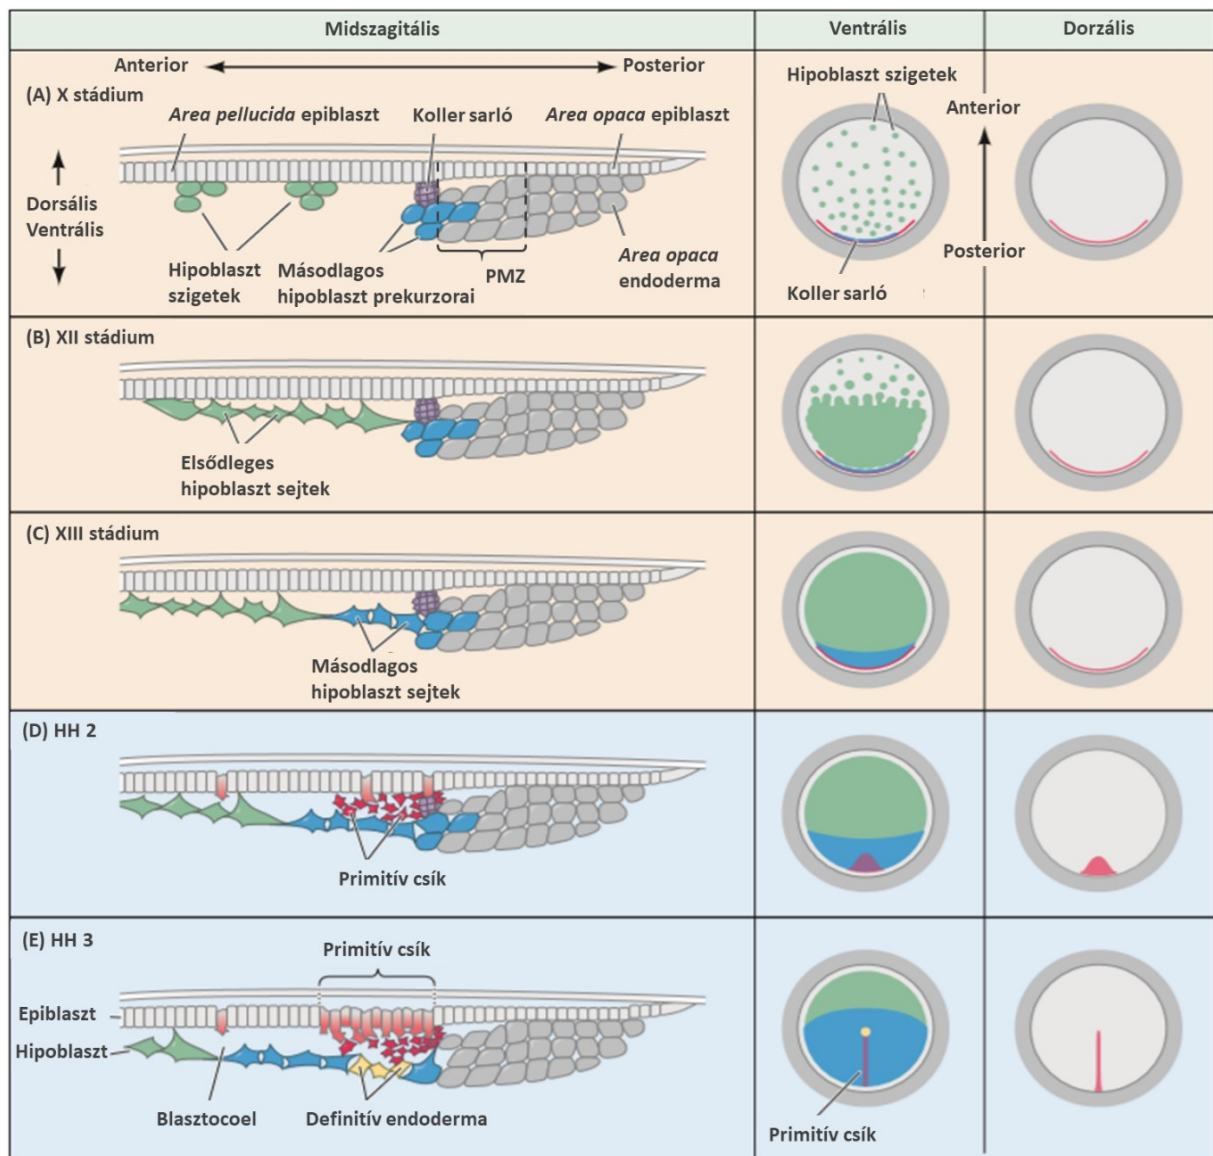 Midszagitális
Ventrális
Dorzális
Anterior
Posterior
(A) X stádium
Area pellucida epiblaszt
Koller sarló
Area opaca epiblaszt
Dorsális
Ventrális
Hipoblaszt
szigetek
Másodlagos
hipoblaszt prekurzorai
PMZ
Area opaca
endoderma
Hipoblaszt szigetek
Anterior
Posterior
Koller sarló
(B) XII stádium
Elsődleges
hipoblaszt sejtek
(C) XIII stádium
Másodlagos
hipoblaszt sejtek
(D) HH 2
Primitív csík
(E) HH 3
Primitív csík
Epiblaszt
Hipoblaszt
Blasztocoel
Definitív endoderma
Primitív csík